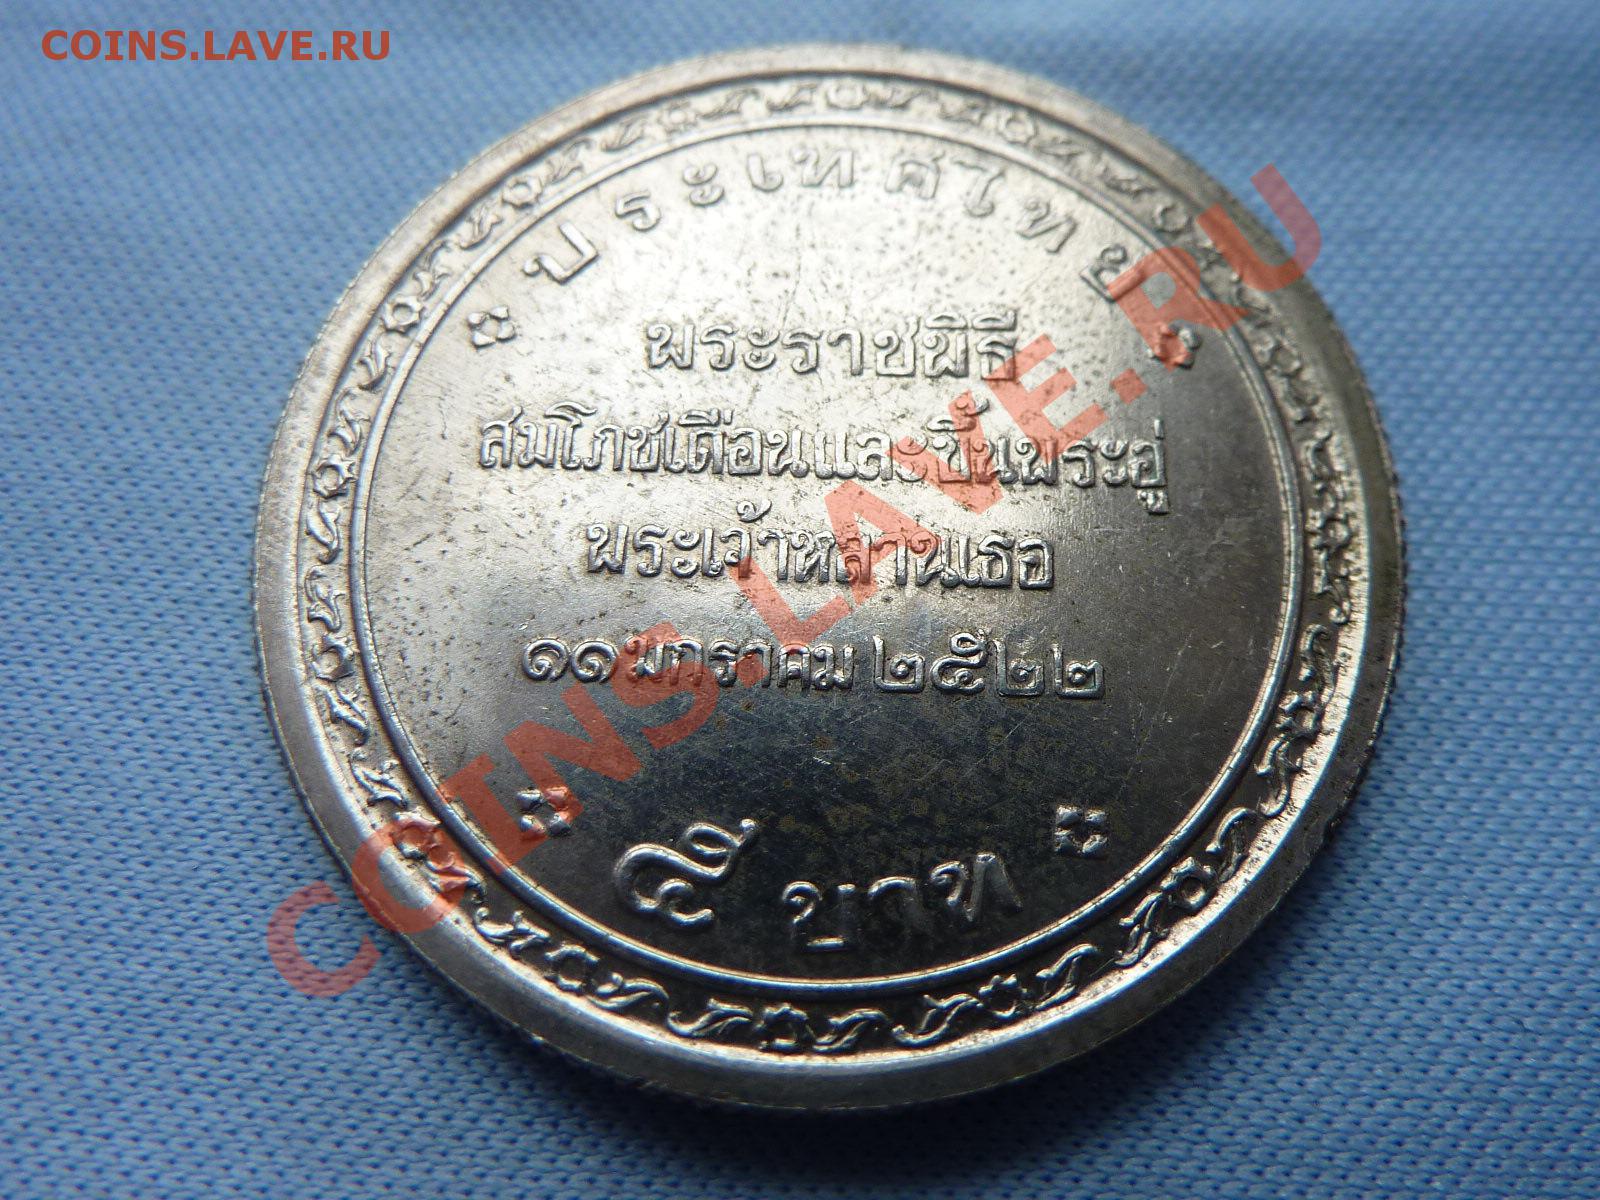 COINS.LAVE.RU
ประเทศไทย
พระราชพิธี
สมโภชเดือนและขึ้นพระอู่
พระเจ้าหลานเธอ
๑๑ มกราคม ๒๕๒๒
๕ บาท
COINS.LAVE.RU